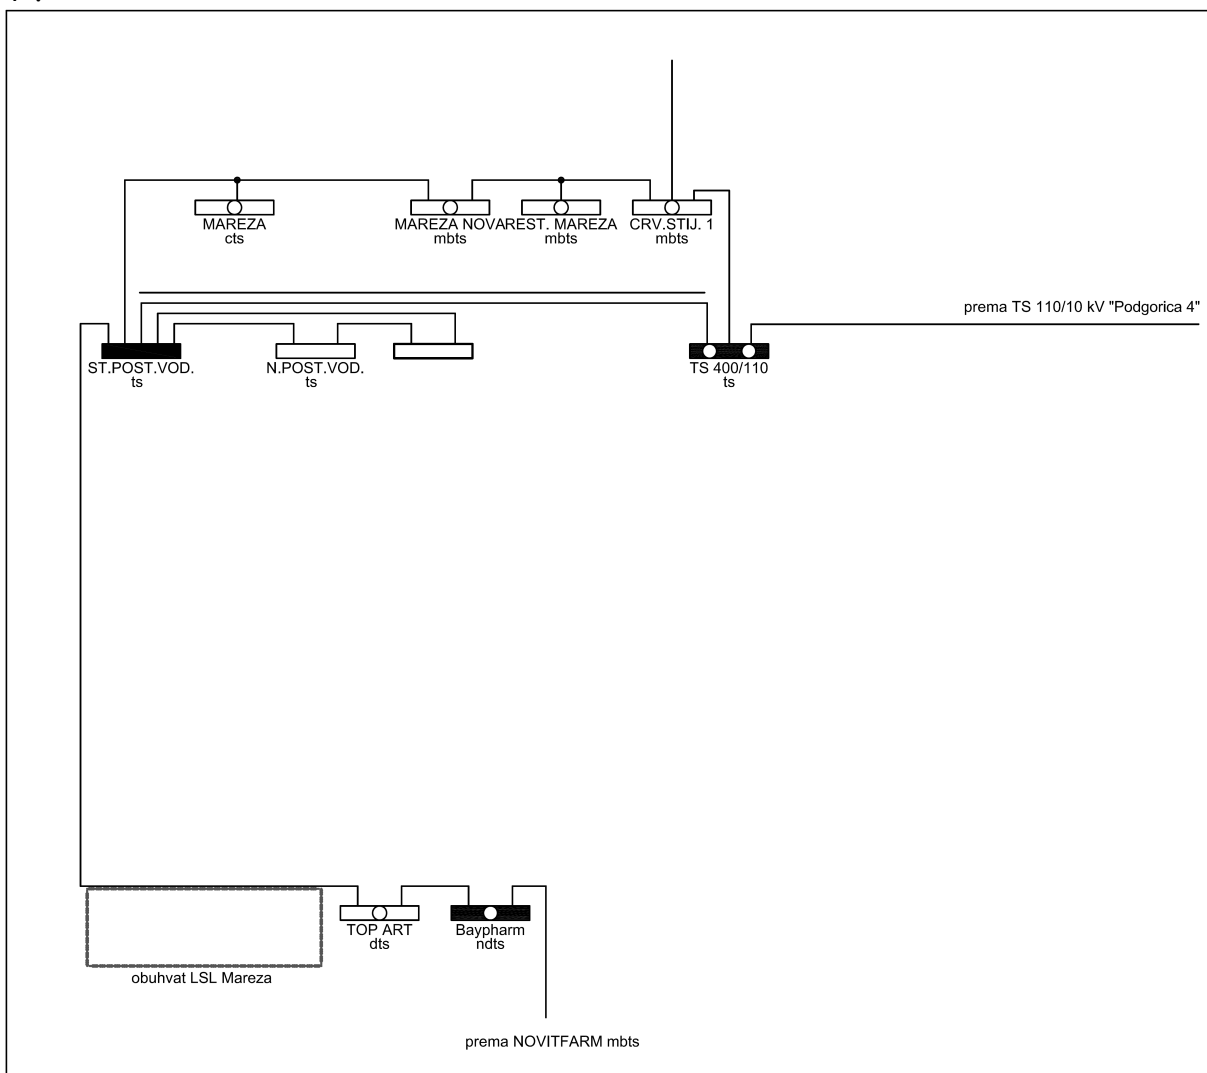 MAREZA
cts
MAREZA NOVA
mbts
REST. MAREZA
mbts
CRV.STIJ. 1
mbts
prema TS 110/10 kV "Podgorica 4"
ST.POST.VOD.
ts
N.POST.VOD.
ts
TS 400/110
ts
TOP ART
dts
Baypharm
ndts
obuhvat LSL Mareza
prema NOVITFARM mbts